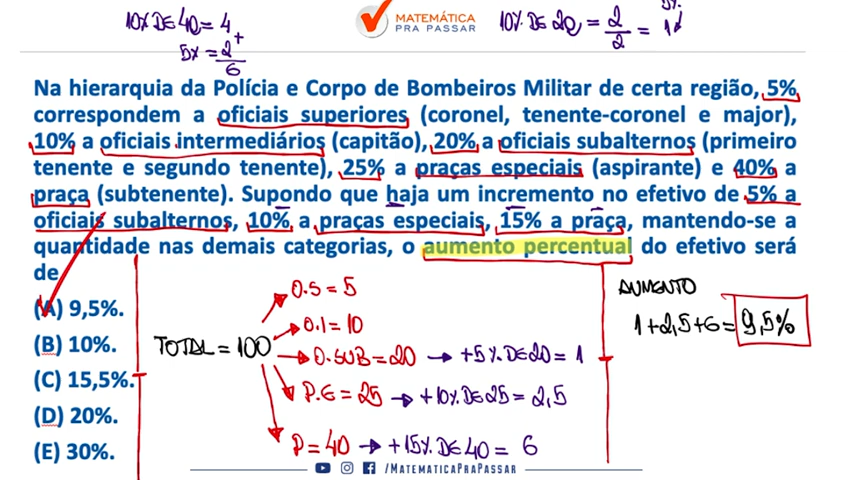 10% DE 40 = 4
5% = 2
6
+
MATEMÁTICA
PRA PASSAR
10% DE 20 = 2/2 = 1
5%
Na hierarquia da Polícia e Corpo de Bombeiros Militar de certa região, 5%
correspondem a oficiais superiores (coronel, tenente-coronel e major),
10% a oficiais intermediários (capitão), 20% a oficiais subalternos (primeiro
tenente e segundo tenente), 25% a praças especiais (aspirante) e 40% a
praça (subtenente). Supondo que haja um incremento no efetivo de 5% a
oficiais subalternos, 10% a praças especiais, 15% a praça, mantendo-se a
quantidade nas demais categorias, o aumento percentual do efetivo será
de
(A) 9,5%.
(B) 10%.
(C) 15,5%.
(D) 20%.
(E) 30%.
TOTAL = 100
O.S = 5
O.I = 10
O.SUB = 20 → +5% DE 20 = 1
P.E = 25 → +10% DE 25 = 2,5
P = 40 → +15% DE 40 = 6
AUMENTO
1+2,5+6 = 9,5%
/MATEMATICAPRAPASSAR